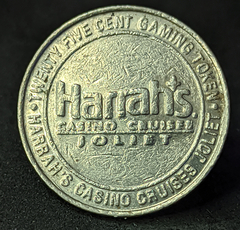 TWENTY FIVE CENT GAMING TOKEN
Harrah's
CASINO CRUISES
JOLIET
• HARRAH'S CASINO CRUISES JOLIET •